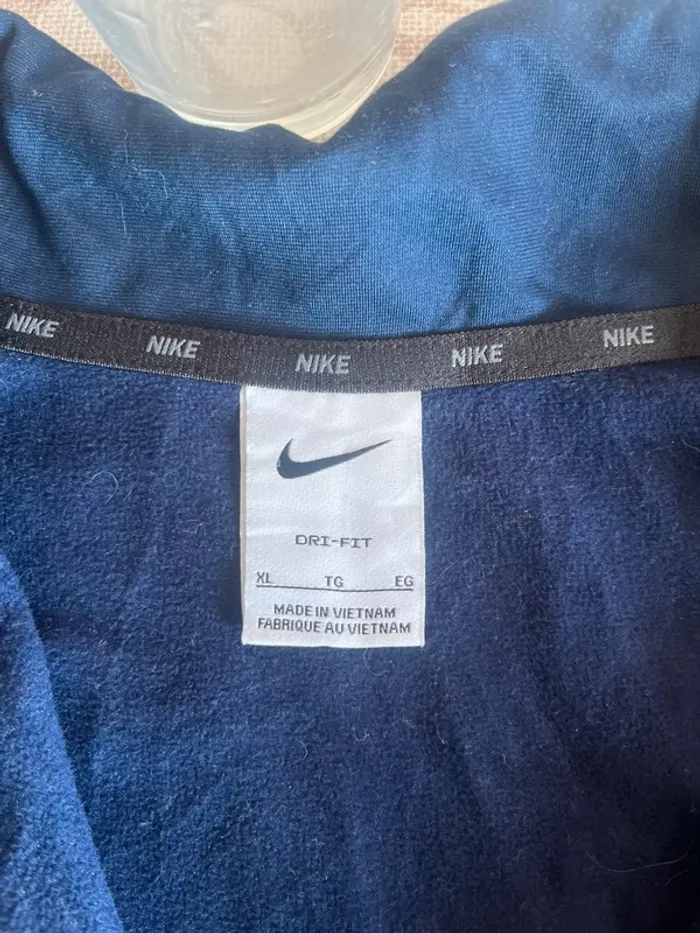 NIKE NIKE NIKE NIKE NIKE
DRI-FIT
XL TG EG
MADE IN VIETNAM
FABRIQUE AU VIETNAM